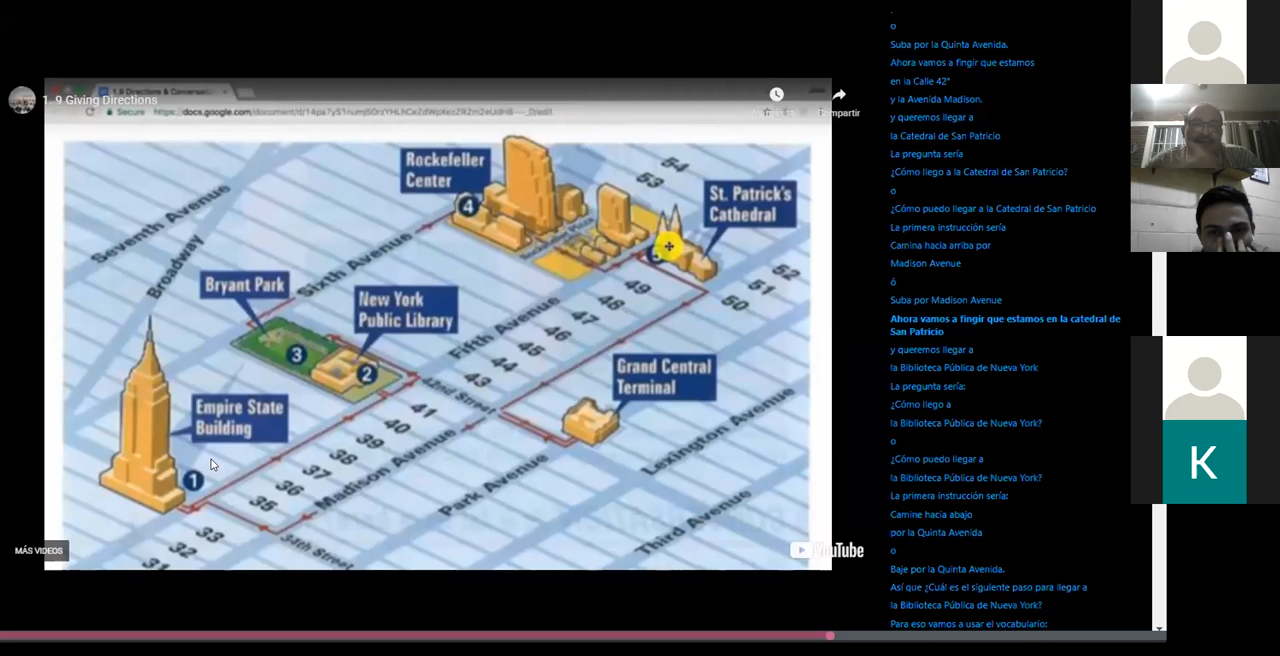 1. 9 Giving Directions
1. 9 Directions & Conversati
Secure
Compartir
Rockefeller
Center
4
54
53
St. Patrick's
Cathedral
Seventh Avenue
Broadway
Sixth Avenue
52
51
50
49
48
47
46
45
44
43
Bryant Park
New York
Public Library
3
2
Fifth Avenue
42nd Street
Grand Central
Terminal
Empire State
Building
1
41
40
39
38
37
36
35
Madison Avenue
Park Avenue
Lexington Avenue
Third Avenue
34th Street
33
32
31
MÁS VIDEOS
YouTube
o
Suba por la Quinta Avenida.
Ahora vamos a fingir que estamos
en la Calle 42°
y la Avenida Madison.
y queremos llegar a
la Catedral de San Patricio
La pregunta sería
¿Cómo llego a la Catedral de San Patricio?
o
¿Cómo puedo llegar a la Catedral de San Patricio
La primera instrucción sería
Camina hacia arriba por
Madison Avenue
ó
Suba por Madison Avenue
Ahora vamos a fingir que estamos en la catedral de
San Patricio
y queremos llegar a
la Biblioteca Pública de Nueva York
La pregunta sería:
¿Cómo llego a
la Biblioteca Pública de Nueva York?
o
¿Cómo puedo llegar a
la Biblioteca Pública de Nueva York?
La primera instrucción sería:
Camine hacia abajo
por la Quinta Avenida
o
Baje por la Quinta Avenida.
Así que ¿Cuál es el siguiente paso para llegar a
la Biblioteca Pública de Nueva York?
Para eso vamos a usar el vocabulario:
K